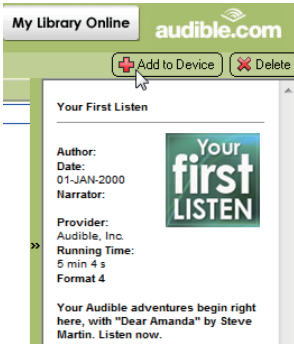 My Library Online
audible.com
Add to Device
Delete
Your First Listen
Author:
Date:
01-JAN-2000
Narrator:
Provider:
Audible, Inc.
Running Time:
5 min 4 s
Format 4
Your
first
LISTEN
»
Your Audible adventures begin right
here, with "Dear Amanda" by Steve
Martin. Listen now.